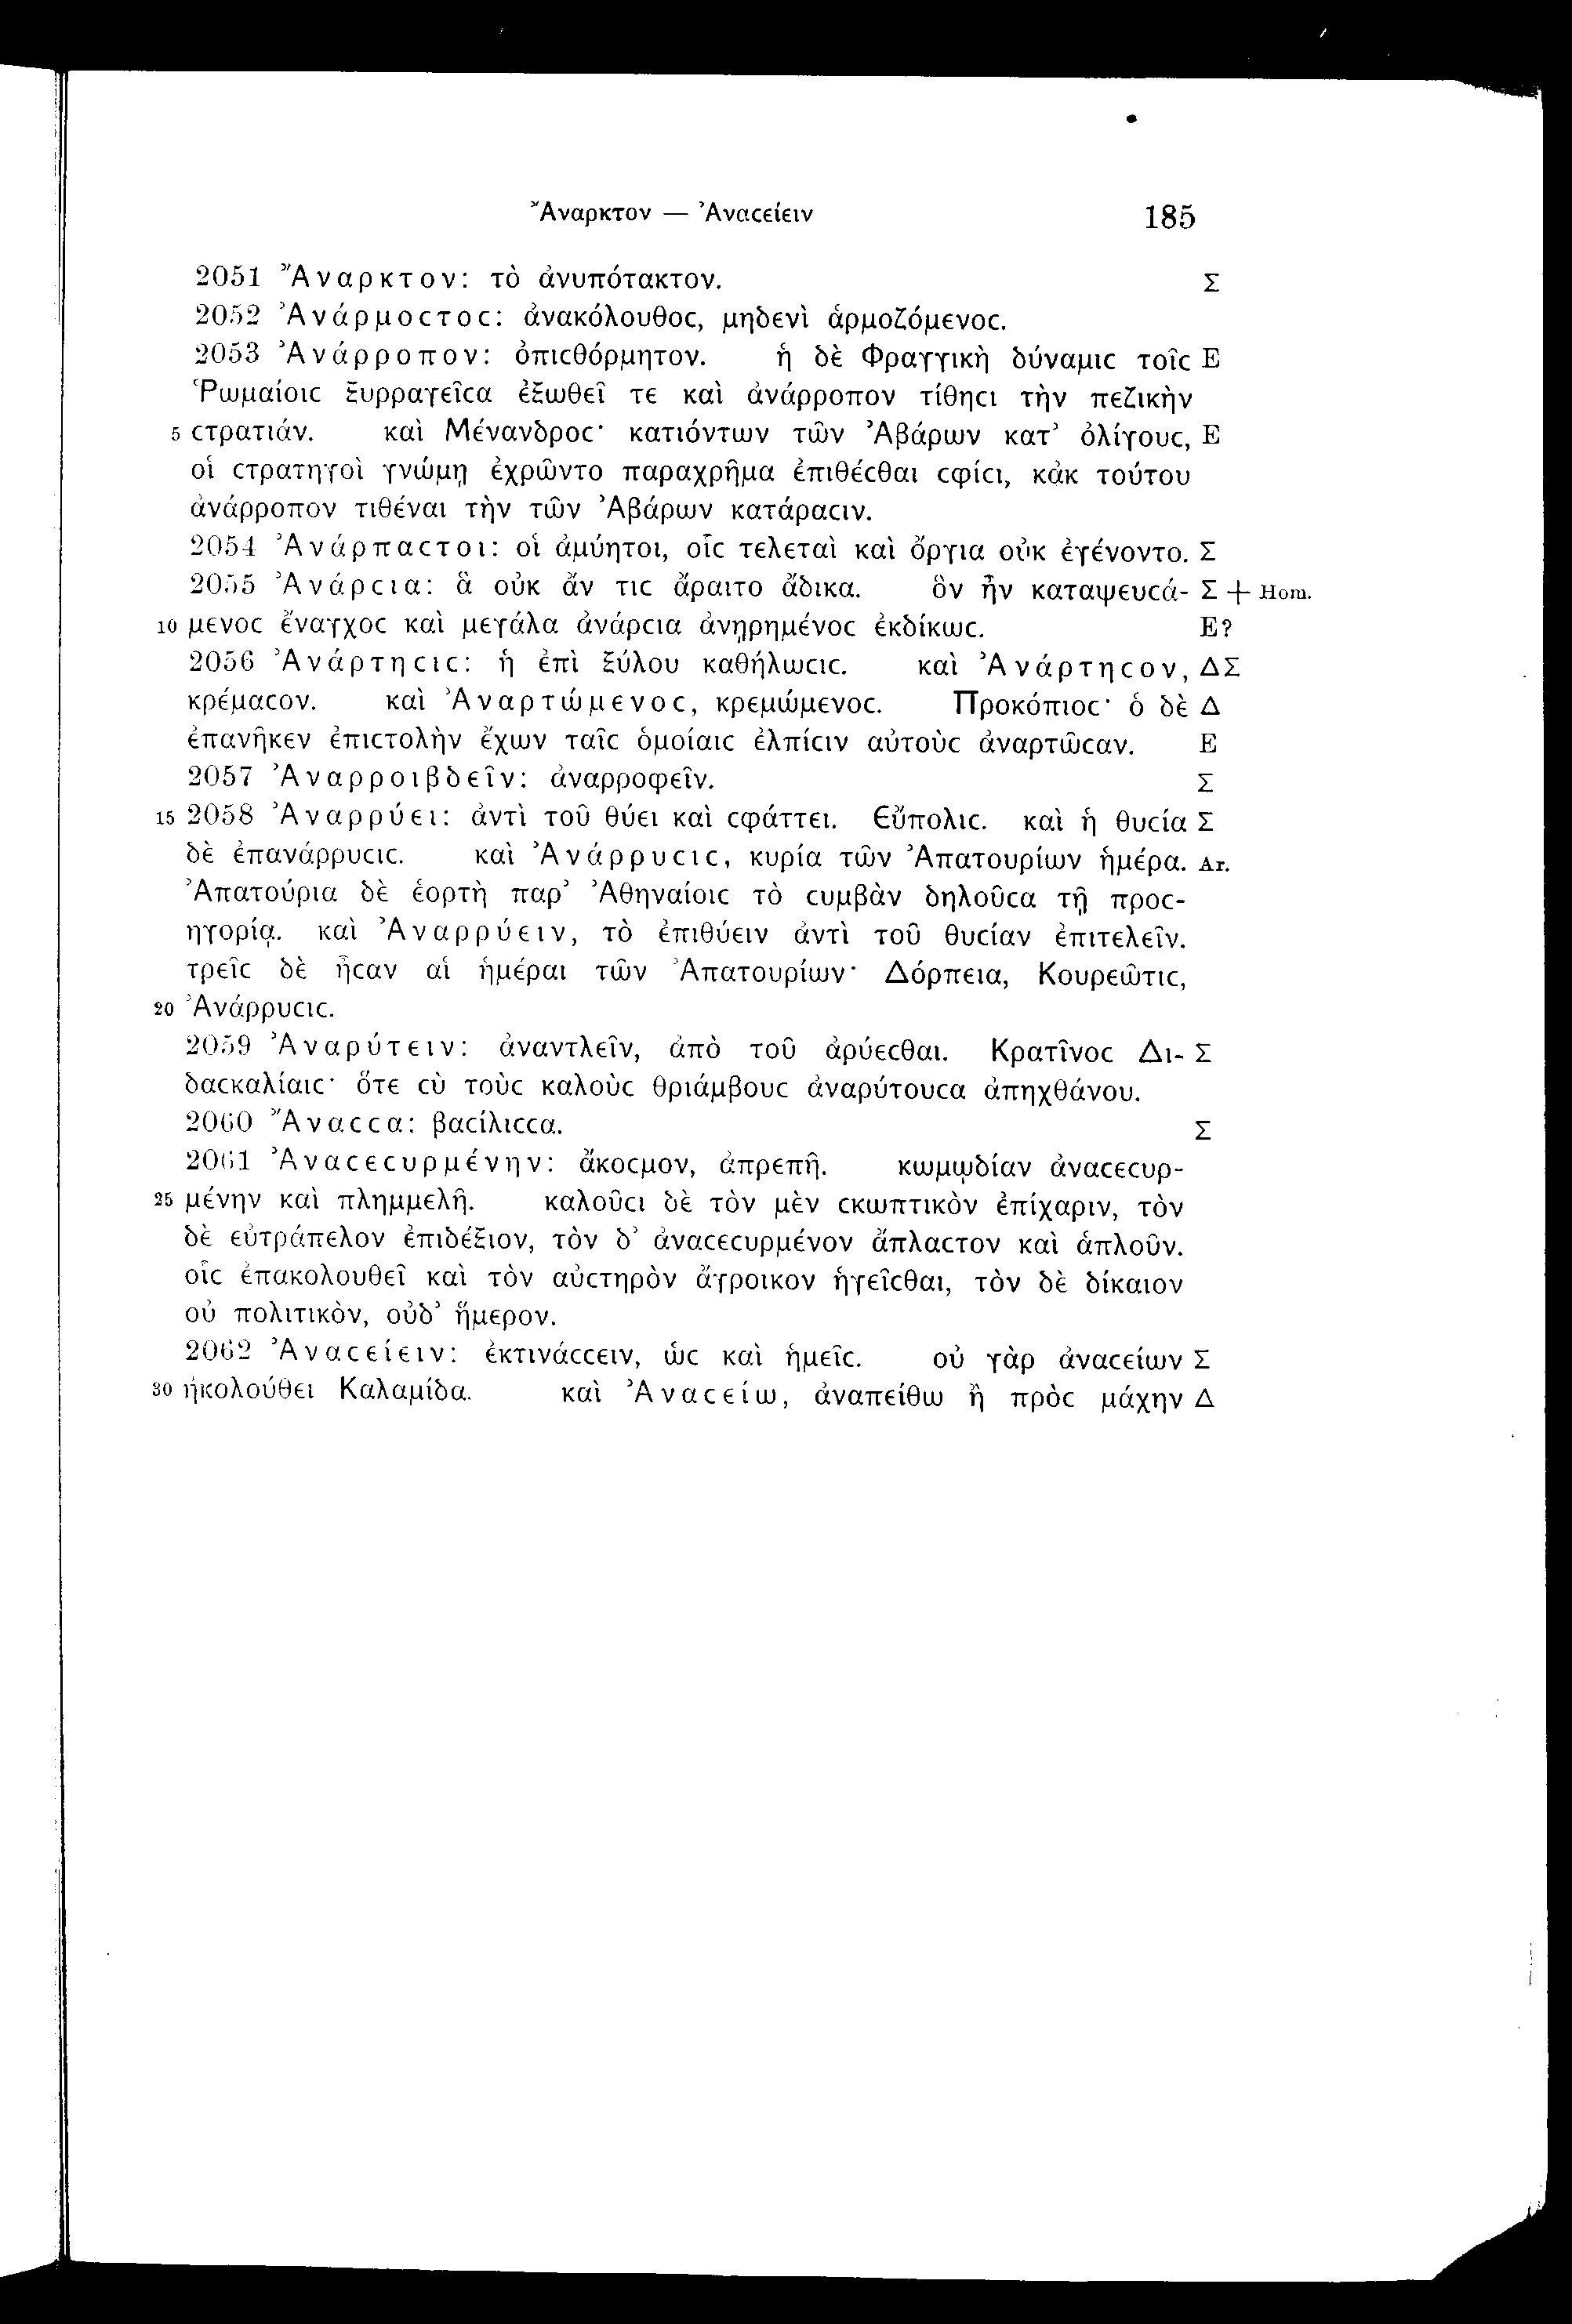 Ἄναρκτον — Ἀναϲείειν 185
2051 Ἄναρκτον: τὸ ἀνυπότακτον. Σ
2052 Ἀνάρμοϲτοϲ: ἀνακόλουθοϲ, μηδενὶ ἁρμοζόμενοϲ.
2053 Ἀνάρροπον: ὀπιϲθόρμητον. ἡ δὲ Φραγγικὴ δύναμιϲ τοῖϲ E
Ῥωμαίοιϲ ξυρραγεῖϲα ἐξωθεῖ τε καὶ ἀνάρροπον τίθηϲι τὴν πεζικὴν
5 ϲτρατιάν. καὶ Μένανδροϲ· κατιόντων τῶν Ἀβάρων κατ’ ὀλίγουϲ, E
οἱ ϲτρατηγοὶ γνώμῃ ἐχρῶντο παραχρῆμα ἐπιθέϲθαι ϲφίϲι, κἀκ τούτου
ἀνάρροπον τιθέναι τὴν τῶν Ἀβάρων κατάραϲιν.
2054 Ἀνάρπαϲτοι: οἱ ἀμύητοι, οἷϲ τελεταὶ καὶ ὄργια οὐκ ἐγένοντο. Σ
2055 Ἀνάρϲια: ἃ οὐκ ἄν τιϲ ἄραιτο ἄδικα. ὃν ἦν καταψευϲά- Σ + Hom.
10 μενοϲ ἔναγχοϲ καὶ μεγάλα ἀνάρϲια ἀνῃρημένοϲ ἐκδίκωϲ. E?
2056 Ἀνάρτηϲιϲ: ἡ ἐπὶ ξύλου καθήλωϲιϲ. καὶ Ἀνάρτηϲον, ΔΣ
κρέμαϲον. καὶ Ἀναρτώμενοϲ, κρεμώμενοϲ. Προκόπιοϲ· ὁ δὲ Δ
ἐπανῆκεν ἐπιϲτολὴν ἔχων ταῖϲ ὁμοίαιϲ ἐλπίϲιν αὐτοὺϲ ἀναρτῶϲαν. E
2057 Ἀναρροιβδεῖν: ἀναρροφεῖν. Σ
15 2058 Ἀναρρύει: ἀντὶ τοῦ θύει καὶ ϲφάττει. Εὔπολιϲ. καὶ ἡ θυϲία Σ
δὲ ἐπανάρρυϲιϲ. καὶ Ἀνάρρυϲιϲ, κυρία τῶν Ἀπατουρίων ἡμέρα. Ar.
Ἀπατούρια δὲ ἑορτὴ παρ’ Ἀθηναίοιϲ τὸ ϲυμβὰν δηλοῦϲα τῇ προϲ-
ηγορίᾳ. καὶ Ἀναρρύειν, τὸ ἐπιθύειν ἀντὶ τοῦ θυϲίαν ἐπιτελεῖν.
τρεῖϲ δὲ ἦϲαν αἱ ἡμέραι τῶν Ἀπατουρίων· Δόρπεια, Κουρεῶτιϲ,
20 Ἀνάρρυϲιϲ.
2059 Ἀναρύτειν: ἀναντλεῖν, ἀπὸ τοῦ ἀρύεϲθαι. Κρατῖνοϲ Δι- Σ
δαϲκαλίαιϲ· ὅτε ϲὺ τοὺϲ καλοὺϲ θριάμβουϲ ἀναρύτουϲα ἀπηχθάνου.
2060 Ἄναϲϲα: βαϲίλιϲϲα. Σ
2061 Ἀναϲεϲυρμένην: ἄκοϲμον, ἀπρεπῆ. κωμῳδίαν ἀναϲεϲυρ-
25 μένην καὶ πλημμελῆ. καλοῦϲι δὲ τὸν μὲν ϲκωπτικὸν ἐπίχαριν, τὸν
δὲ εὐτράπελον ἐπιδέξιον, τὸν δ’ ἀναϲεϲυρμένον ἄπλαϲτον καὶ ἁπλοῦν.
οἷϲ ἐπακολουθεῖ καὶ τὸν αὐϲτηρὸν ἄγροικον ἡγεῖϲθαι, τὸν δὲ δίκαιον
οὐ πολιτικὸν, οὐδ’ ἥμερον.
2062 Ἀναϲείειν: ἐκτινάϲϲειν, ὡϲ καὶ ἡμεῖϲ. οὐ γὰρ ἀναϲείων Σ
30 ἠκολούθει Καλαμίδα. καὶ Ἀναϲείω, ἀναπείθω ἢ πρὸϲ μάχην Δ